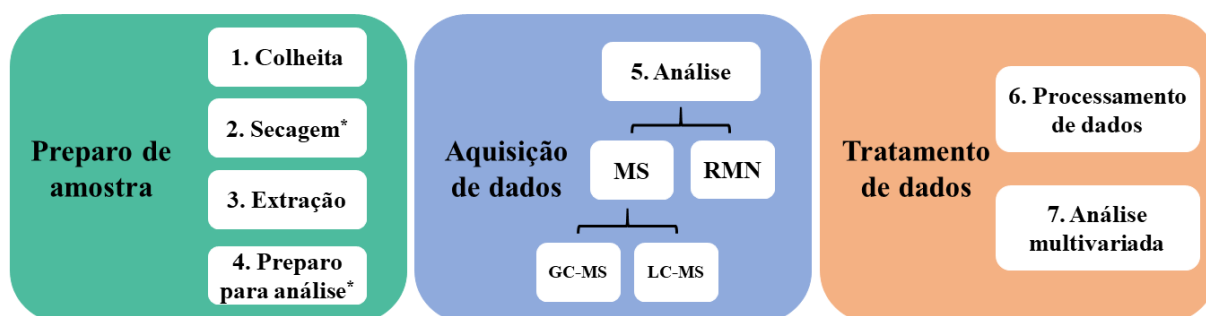 Preparo de
amostra
1. Colheita
2. Secagem*
3. Extração
4. Preparo
para análise*
Aquisição
de dados
5. Análise
MS
RMN
GC-MS
LC-MS
Tratamento
de dados
6. Processamento
de dados
7. Análise
multivariada